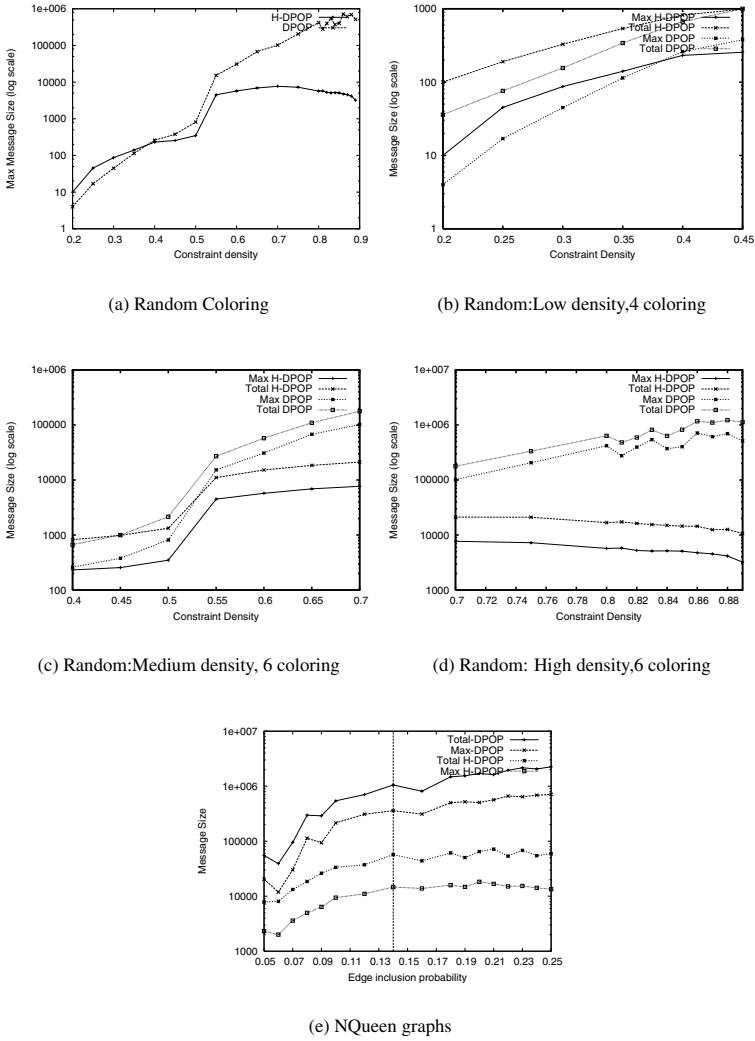 1e+006
100000
10000
1000
100
10
1
Max Message Size (log scale)
0.2 0.3 0.4 0.5 0.6 0.7 0.8 0.9
Constraint density
H-DPOP
DPOP
(a) Random Coloring
1000
100
10
1
Message Size (log scale)
0.2 0.25 0.3 0.35 0.4 0.45
Constraint Density
Max H-DPOP
Total H-DPOP
Max DPOP
Total DPOP
(b) Random:Low density,4 coloring
1e+006
100000
10000
1000
100
Message Size (log scale)
0.4 0.45 0.5 0.55 0.6 0.65 0.7
Constraint Density
Max H-DPOP
Total H-DPOP
Max DPOP
Total DPOP
(c) Random:Medium density, 6 coloring
1e+007
1e+006
100000
10000
1000
Message Size (log scale)
0.7 0.72 0.74 0.76 0.78 0.8 0.82 0.84 0.86 0.88
Constraint Density
Max H-DPOP
Total H-DPOP
Max DPOP
Total DPOP
(d) Random: High density,6 coloring
1e+007
1e+006
100000
10000
1000
Message Size
0.05 0.07 0.09 0.11 0.13 0.15 0.17 0.19 0.21 0.23 0.25
Edge inclusion probability
Total-DPOP
Max-DPOP
Total H-DPOP
Max H-DPOP
(e) NQueen graphs